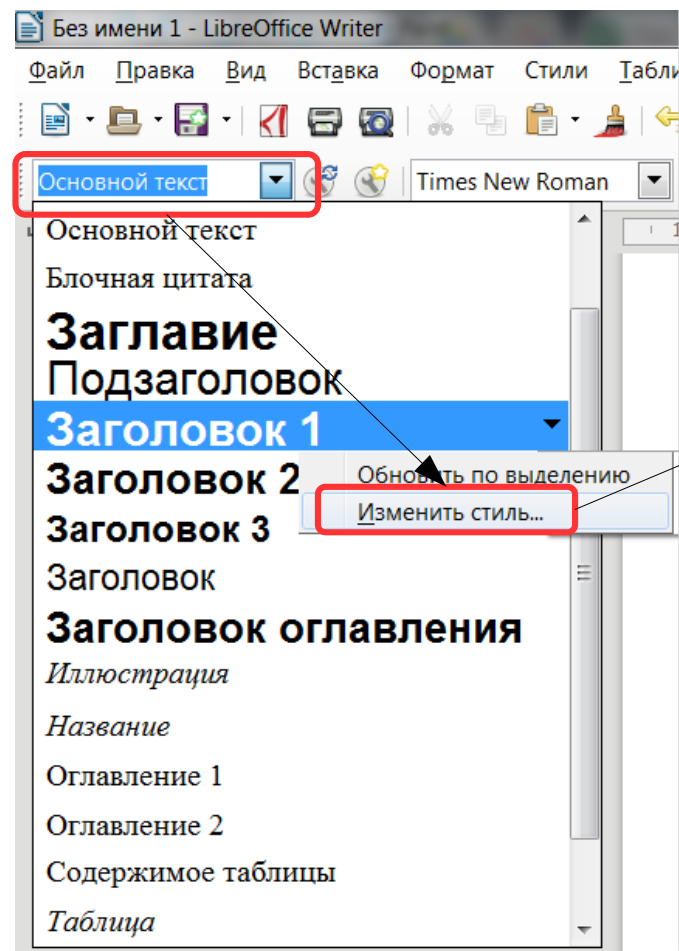 Без имени 1 - LibreOffice Writer
Файл Правка Вид Вставка Формат Стили Табли
Основной текст Times New Roman
1
Основной текст
Блочная цитата
Заглавие
Подзаголовок
Заголовок 1
Заголовок 2
Обновить по выделению
Изменить стиль...
Заголовок 3
Заголовок
Заголовок оглавления
Иллюстрация
Название
Оглавление 1
Оглавление 2
Содержимое таблицы
Таблица